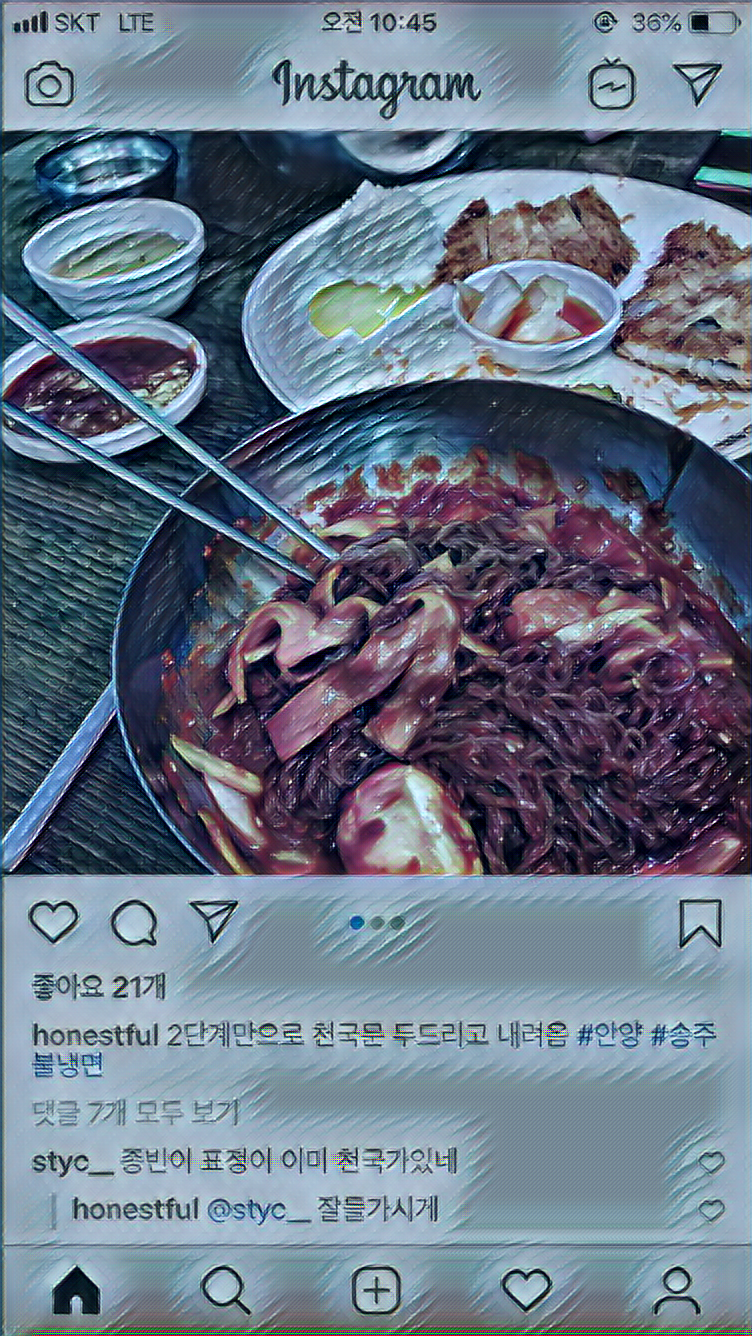 SKT LTE 오전 10:45 36%
Instagram
좋아요 21개
honestful 2단계만으로 천국문 두드리고 내려옴 #안양 #송주
불냉면
댓글 7개 모두 보기
styc__ 종빈이 표정이 이미 천국가있네
honestful @styc__ 잘들가시게